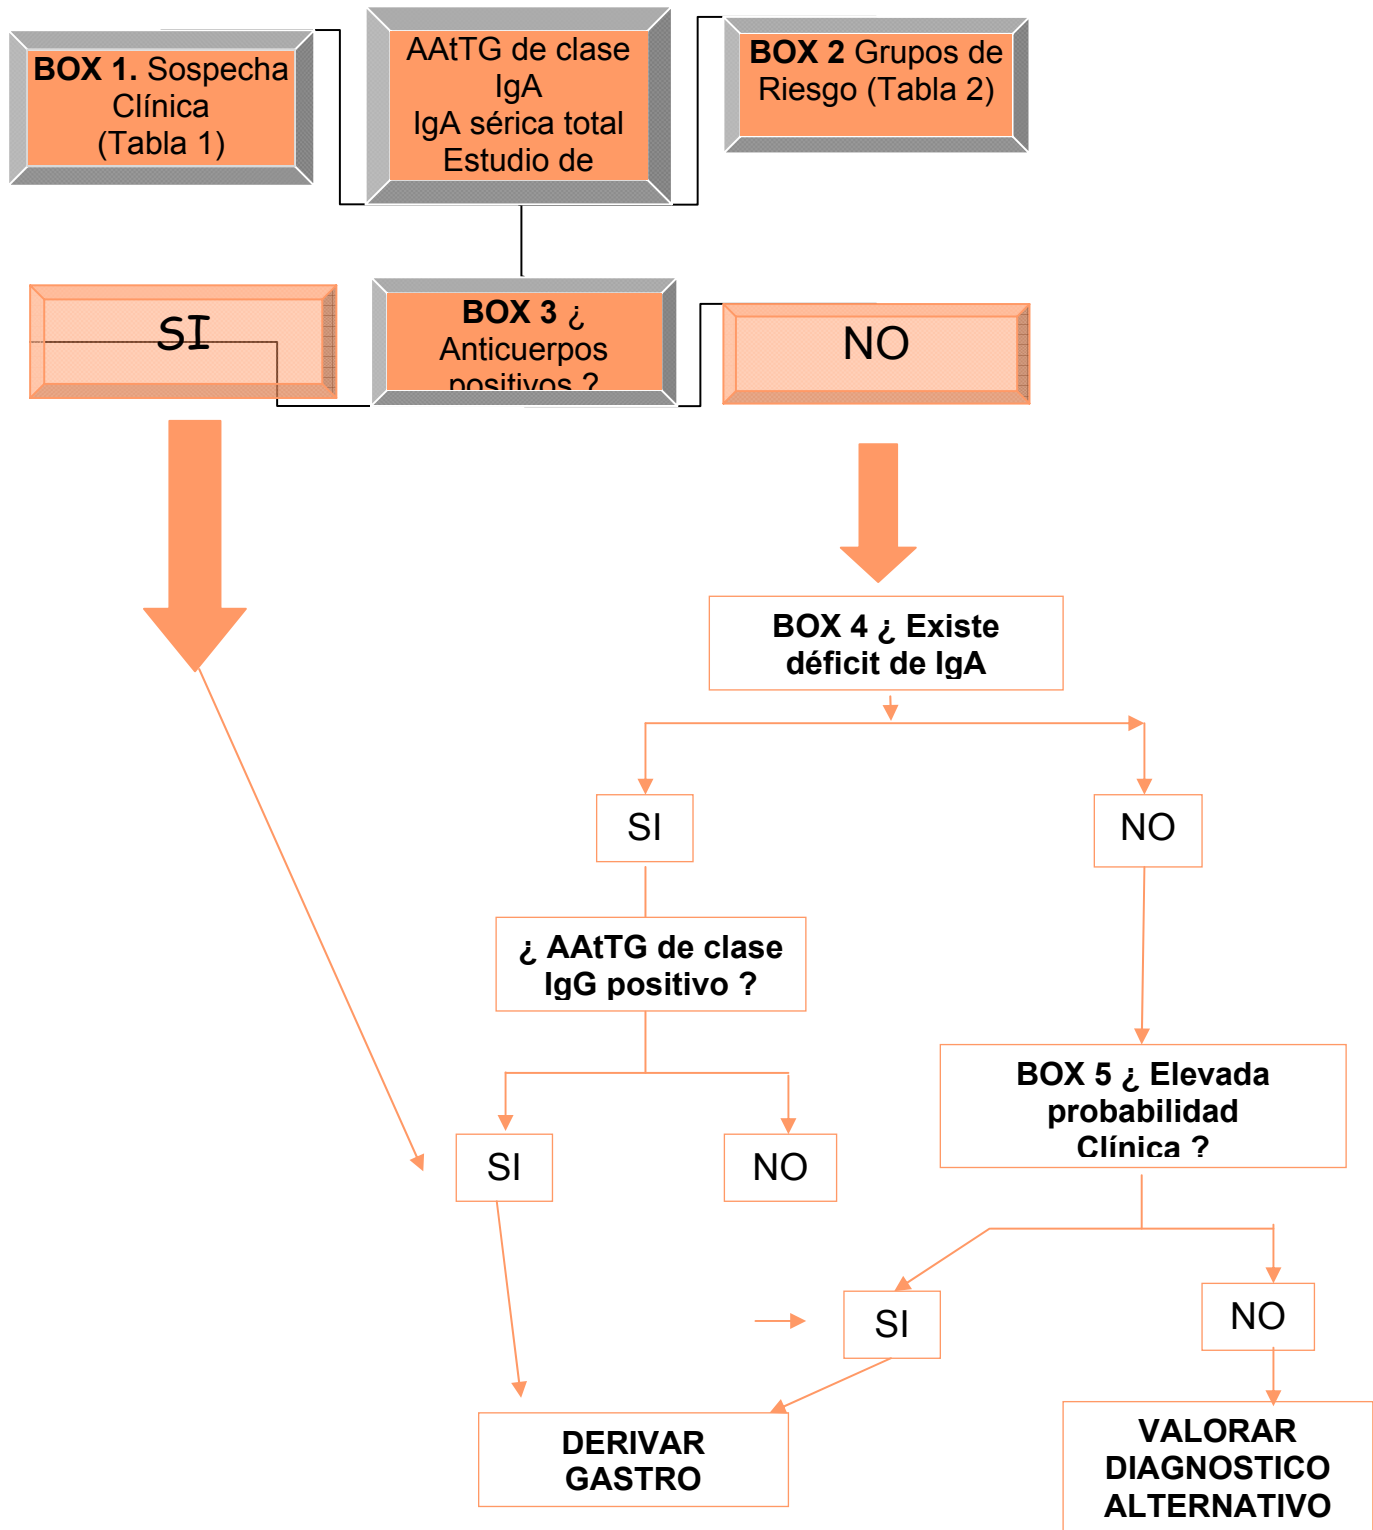 BOX 1. Sospecha
Clínica
(Tabla 1)
AAtTG de clase
IgA
IgA sérica total
Estudio de
BOX 2 Grupos de
Riesgo (Tabla 2)
SI
BOX 3 ¿
Anticuerpos
positivos ?
NO
BOX 4 ¿ Existe
déficit de IgA
SI
NO
¿ AAtTG de clase
IgG positivo ?
BOX 5 ¿ Elevada
probabilidad
Clínica ?
SI
NO
SI
NO
DERIVAR
GASTRO
VALORAR
DIAGNOSTICO
ALTERNATIVO